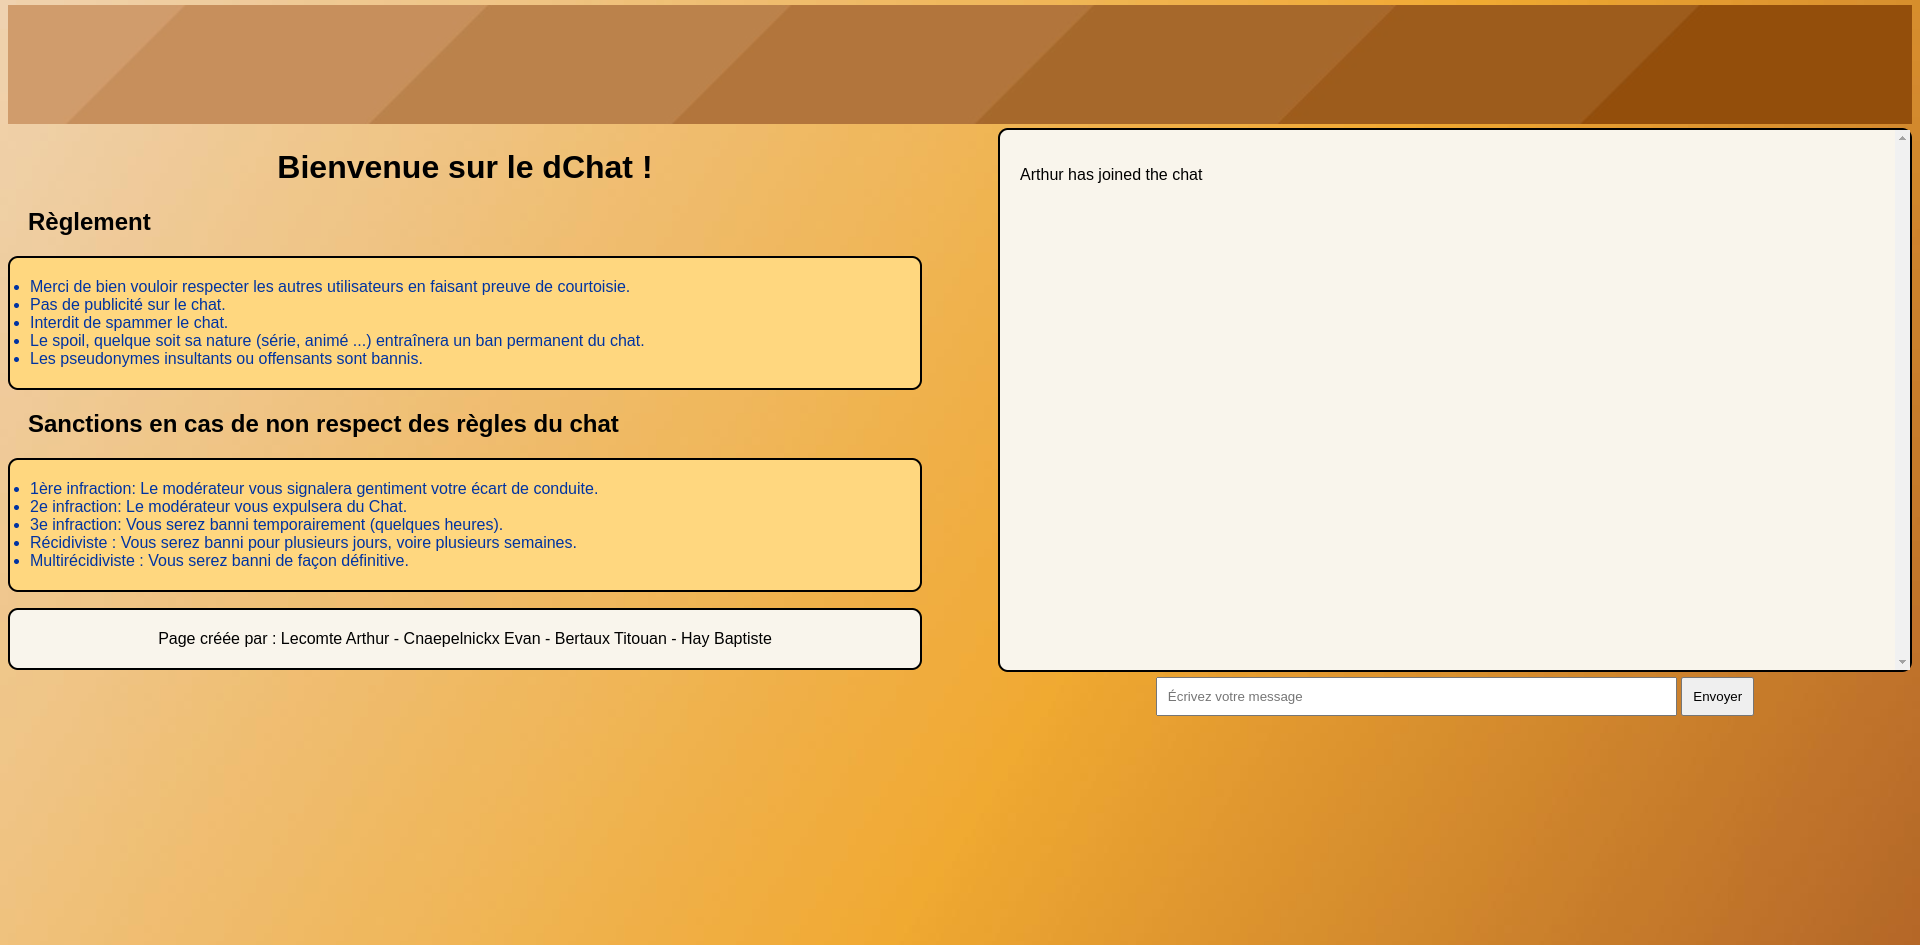 Bienvenue sur le dChat !
Règlement
Merci de bien vouloir respecter les autres utilisateurs en faisant preuve de courtoisie.
Pas de publicité sur le chat.
Interdit de spammer le chat.
Le spoil, quelque soit sa nature (série, animé ...) entraînera un ban permanent du chat.
Les pseudonymes insultants ou offensants sont bannis.
Sanctions en cas de non respect des règles du chat
1ère infraction: Le modérateur vous signalera gentiment votre écart de conduite.
2e infraction: Le modérateur vous expulsera du Chat.
3e infraction: Vous serez banni temporairement (quelques heures).
Récidiviste : Vous serez banni pour plusieurs jours, voire plusieurs semaines.
Multirécidiviste : Vous serez banni de façon définitive.
Page créée par : Lecomte Arthur - Cnaepelnickx Evan - Bertaux Titouan - Hay Baptiste
Arthur has joined the chat
Écrivez votre message
Envoyer